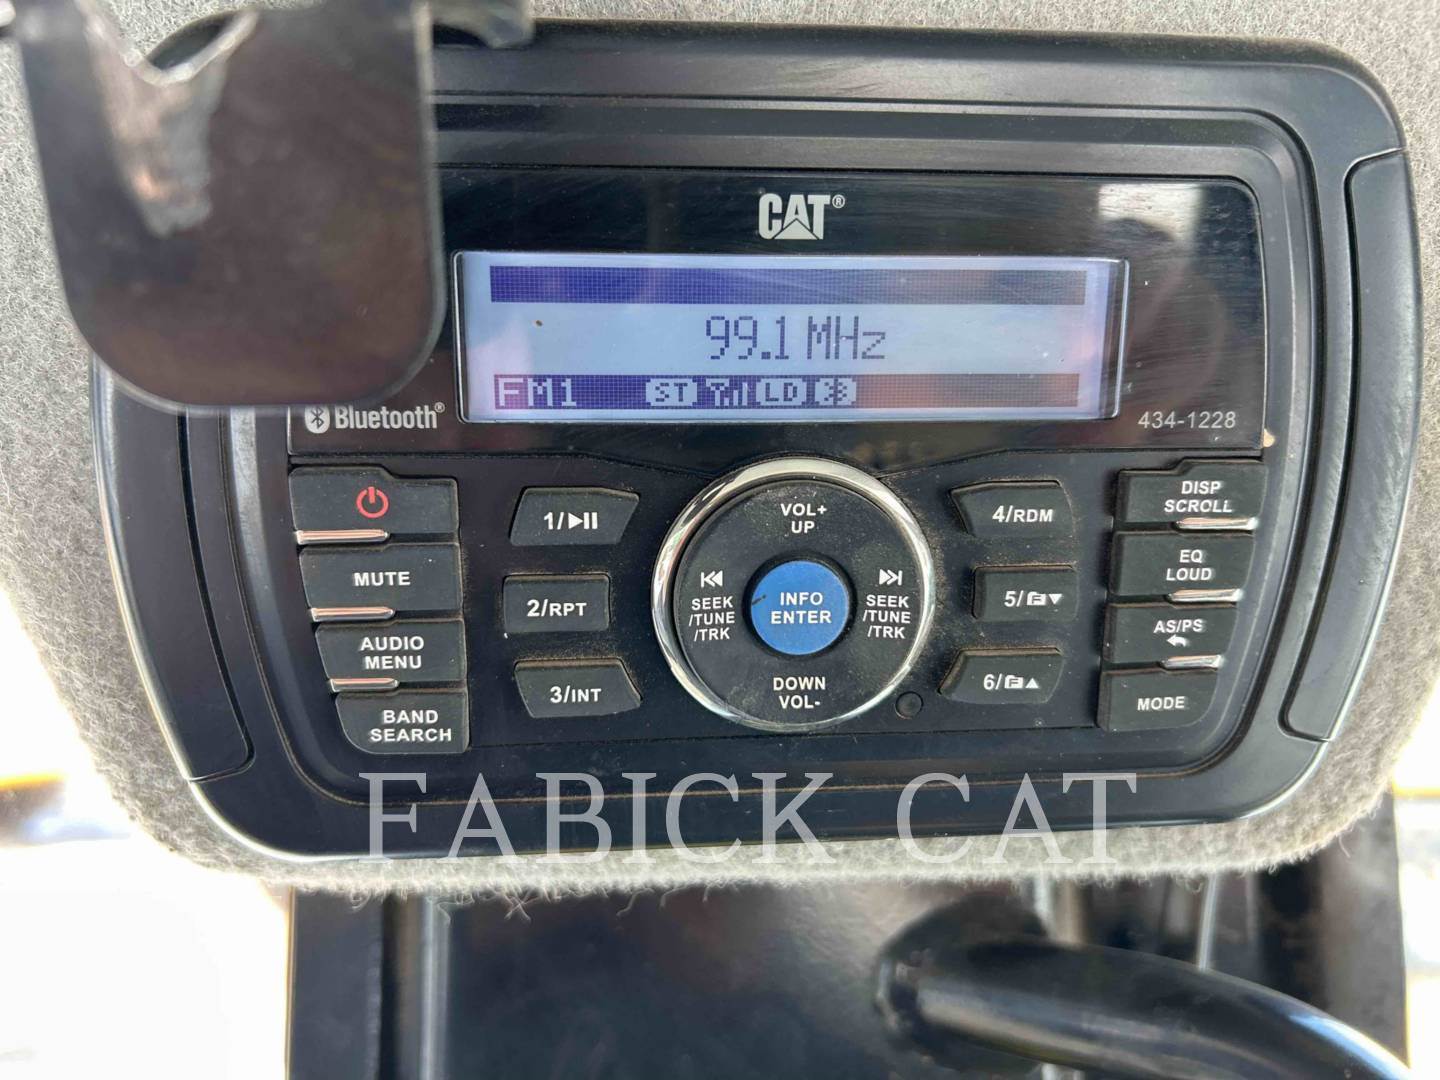 CAT®
99.1 MHz
FM1 ST LD
Bluetooth®
434-1228
MUTE
AUDIO
MENU
BAND
SEARCH
1/
2/RPT
3/INT
VOL+
UP
SEEK
/TUNE
/TRK
INFO
ENTER
SEEK
/TUNE
/TRK
DOWN
VOL-
4/RDM
5/F
6/F
DISP
SCROLL
EQ
LOUD
AS/PS
MODE
FABICK CAT